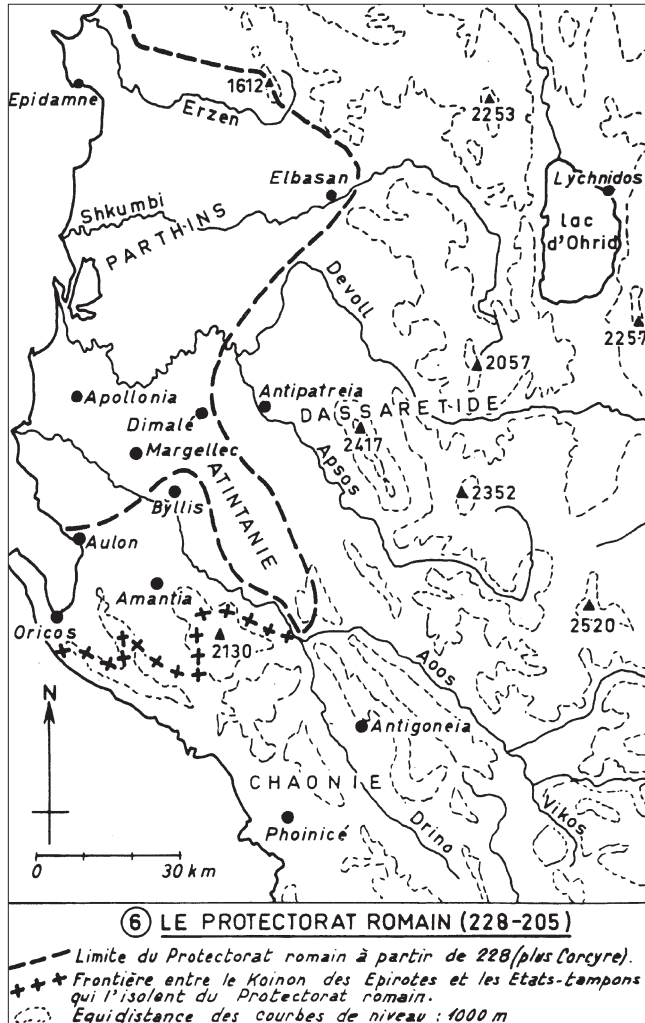 1612
Epidamne
Erzen
2253
Elbasan
Lychnidos
lac
d'Ohrid
Shkumbi
PARTHINS
Devoll
2257
2057
Apollonia
Antipatreia
Dimale
DASSARETIDE
2417
Margellec
Apsos
ATINTANIE
2352
Byllis
Aulon
Amantia
2520
Oricos
2130
Aoos
N
Antigoneia
CHAONIE
Drino
Vikos
Phoinicé
0 30 km
6 LE PROTECTORAT ROMAIN (228-205)
Limite du Protectorat romain à partir de 228 (plus Corcyre).
Frontière entre le Koinon des Epirotes et les Etats-tampons
qui l'isolent du Protectorat romain.
Equidistance des courbes de niveau : 1000 m